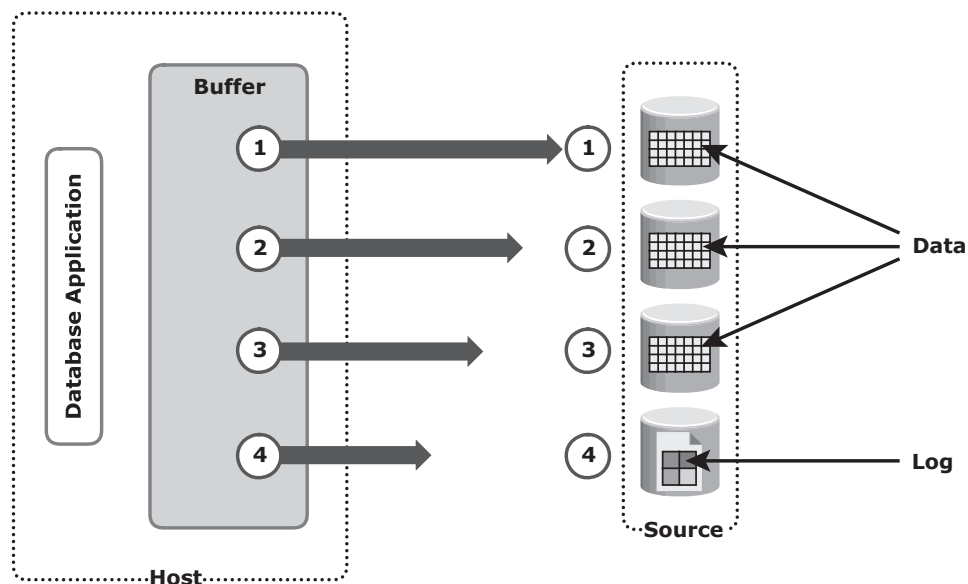 Buffer
1
1
Database Application
2
2
Data
3
3
4
4
Log
Source
Host